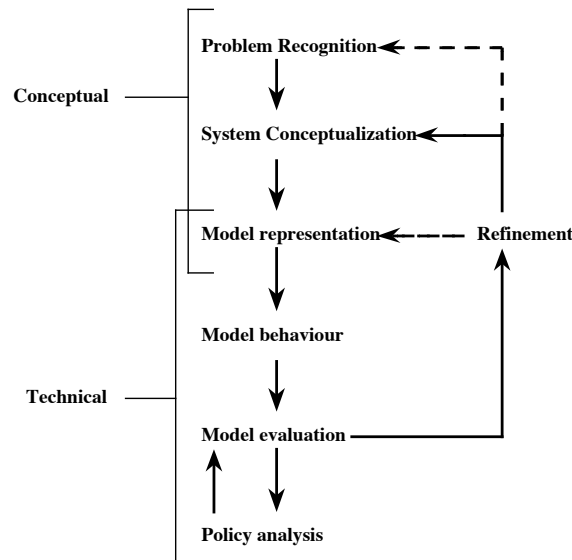 Problem Recognition
Conceptual
System Conceptualization
Model representation
Refinement
Model behaviour
Technical
Model evaluation
Policy analysis